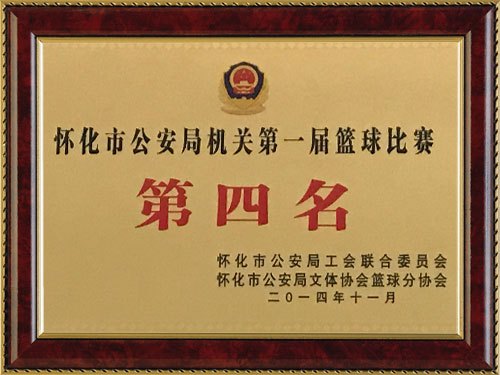 怀化市公安局机关第一届篮球比赛
第四名
怀化市公安局工会联合委员会
怀化市公安局文体协会篮球分协会
二〇一四年十一月